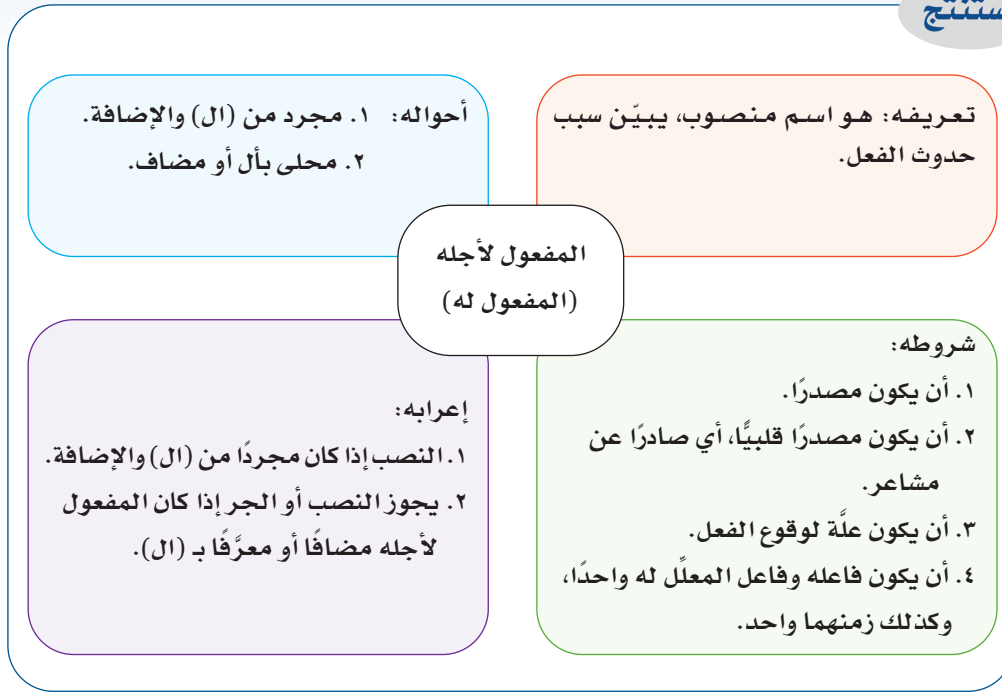 ستنتج
تعريفه: هو اسم منصوب، يبيّن سبب
حدوث الفعل.
أحواله: ١. مجرد من (ال) والإضافة.
٢. محلى بأل أو مضاف.
المفعول لأجله
(المفعول له)
شروطه:
١. أن يكون مصدرًا.
٢. أن يكون مصدرًا قلبيًّا، أي صادرًا عن
مشاعر.
٣. أن يكون علَّة لوقوع الفعل.
٤. أن يكون فاعله وفاعل المعلَّل له واحدًا،
وكذلك زمنهما واحد.
إعرابه:
١. النصب إذا كان مجردًا من (ال) والإضافة.
٢. يجوز النصب أو الجر إذا كان المفعول
لأجله مضافًا أو معرَّفًا بـ (ال).